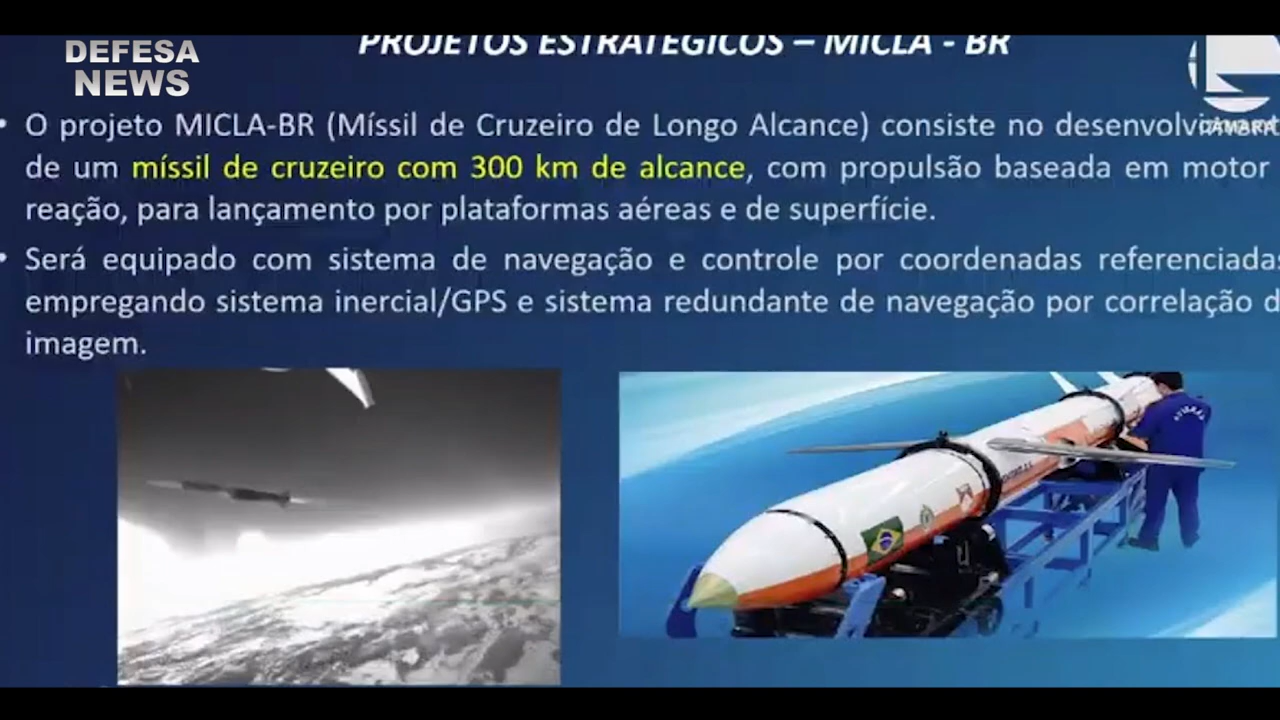 DEFESA
NEWS
PROJETOS ESTRATÉGICOS – MICLA - BR
CÂMARA
• O projeto MICLA-BR (Míssil de Cruzeiro de Longo Alcance) consiste no
de um míssil de cruzeiro com 300 km de alcance, com propulsão baseada em motor
reação, para lançamento por plataformas aéreas e de superfície.
• Será equipado com sistema de navegação e controle por coordenadas referenciadas
empregando sistema inercial/GPS e sistema redundante de navegação por correlação d
imagem.